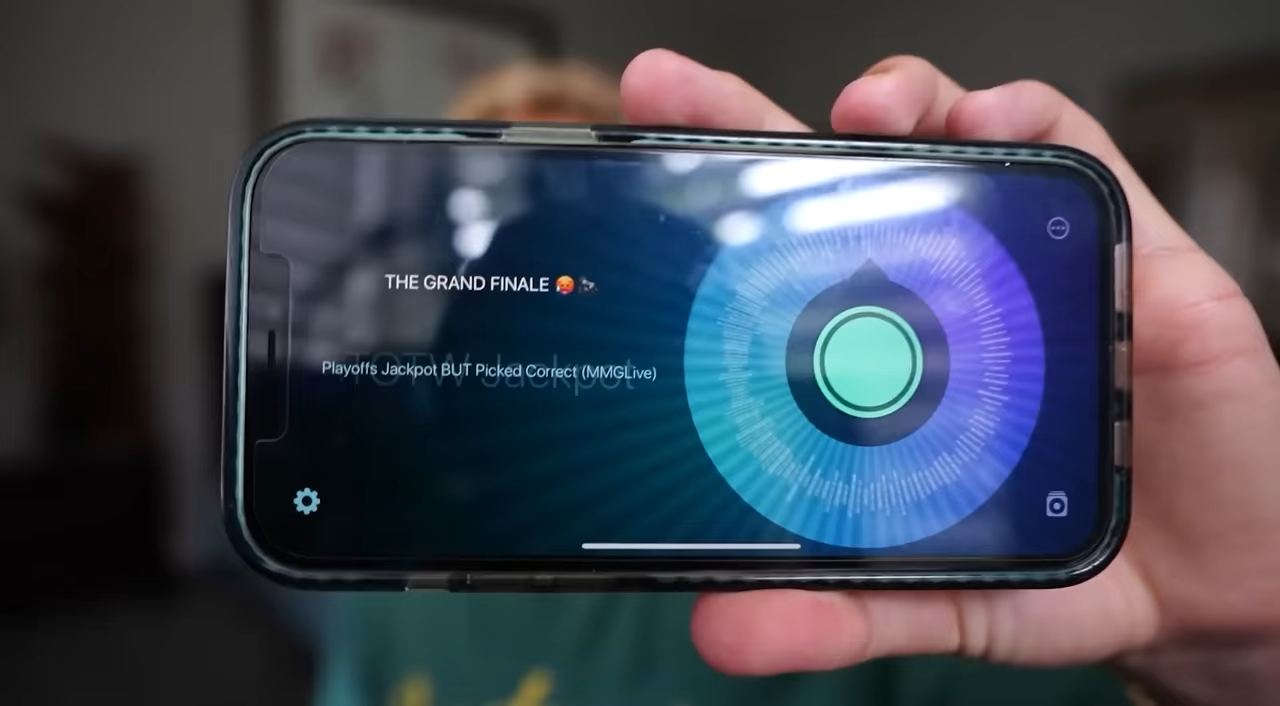 THE GRAND FINALE 🥵🎠
Playoffs Jackpot BUT Picked Correct (MMGLive)
TOTW Jackpot